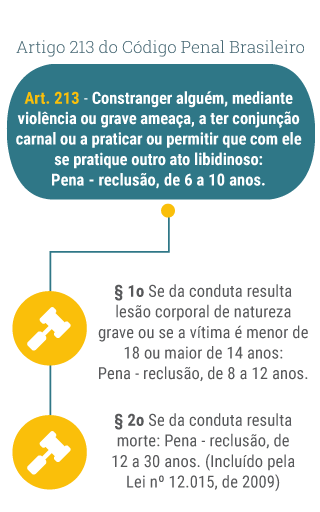 Artigo 213 do Código Penal Brasileiro
Art. 213 - Constranger alguém, mediante
violência ou grave ameaça, a ter conjunção
carnal ou a praticar ou permitir que com ele
se pratique outro ato libidinoso:
Pena - reclusão, de 6 a 10 anos.
§ 1o Se da conduta resulta
lesão corporal de natureza
grave ou se a vítima é menor de
18 ou maior de 14 anos:
Pena - reclusão, de 8 a 12 anos.
§ 2o Se da conduta resulta
morte: Pena - reclusão, de
12 a 30 anos. (Incluído pela
Lei nº 12.015, de 2009)